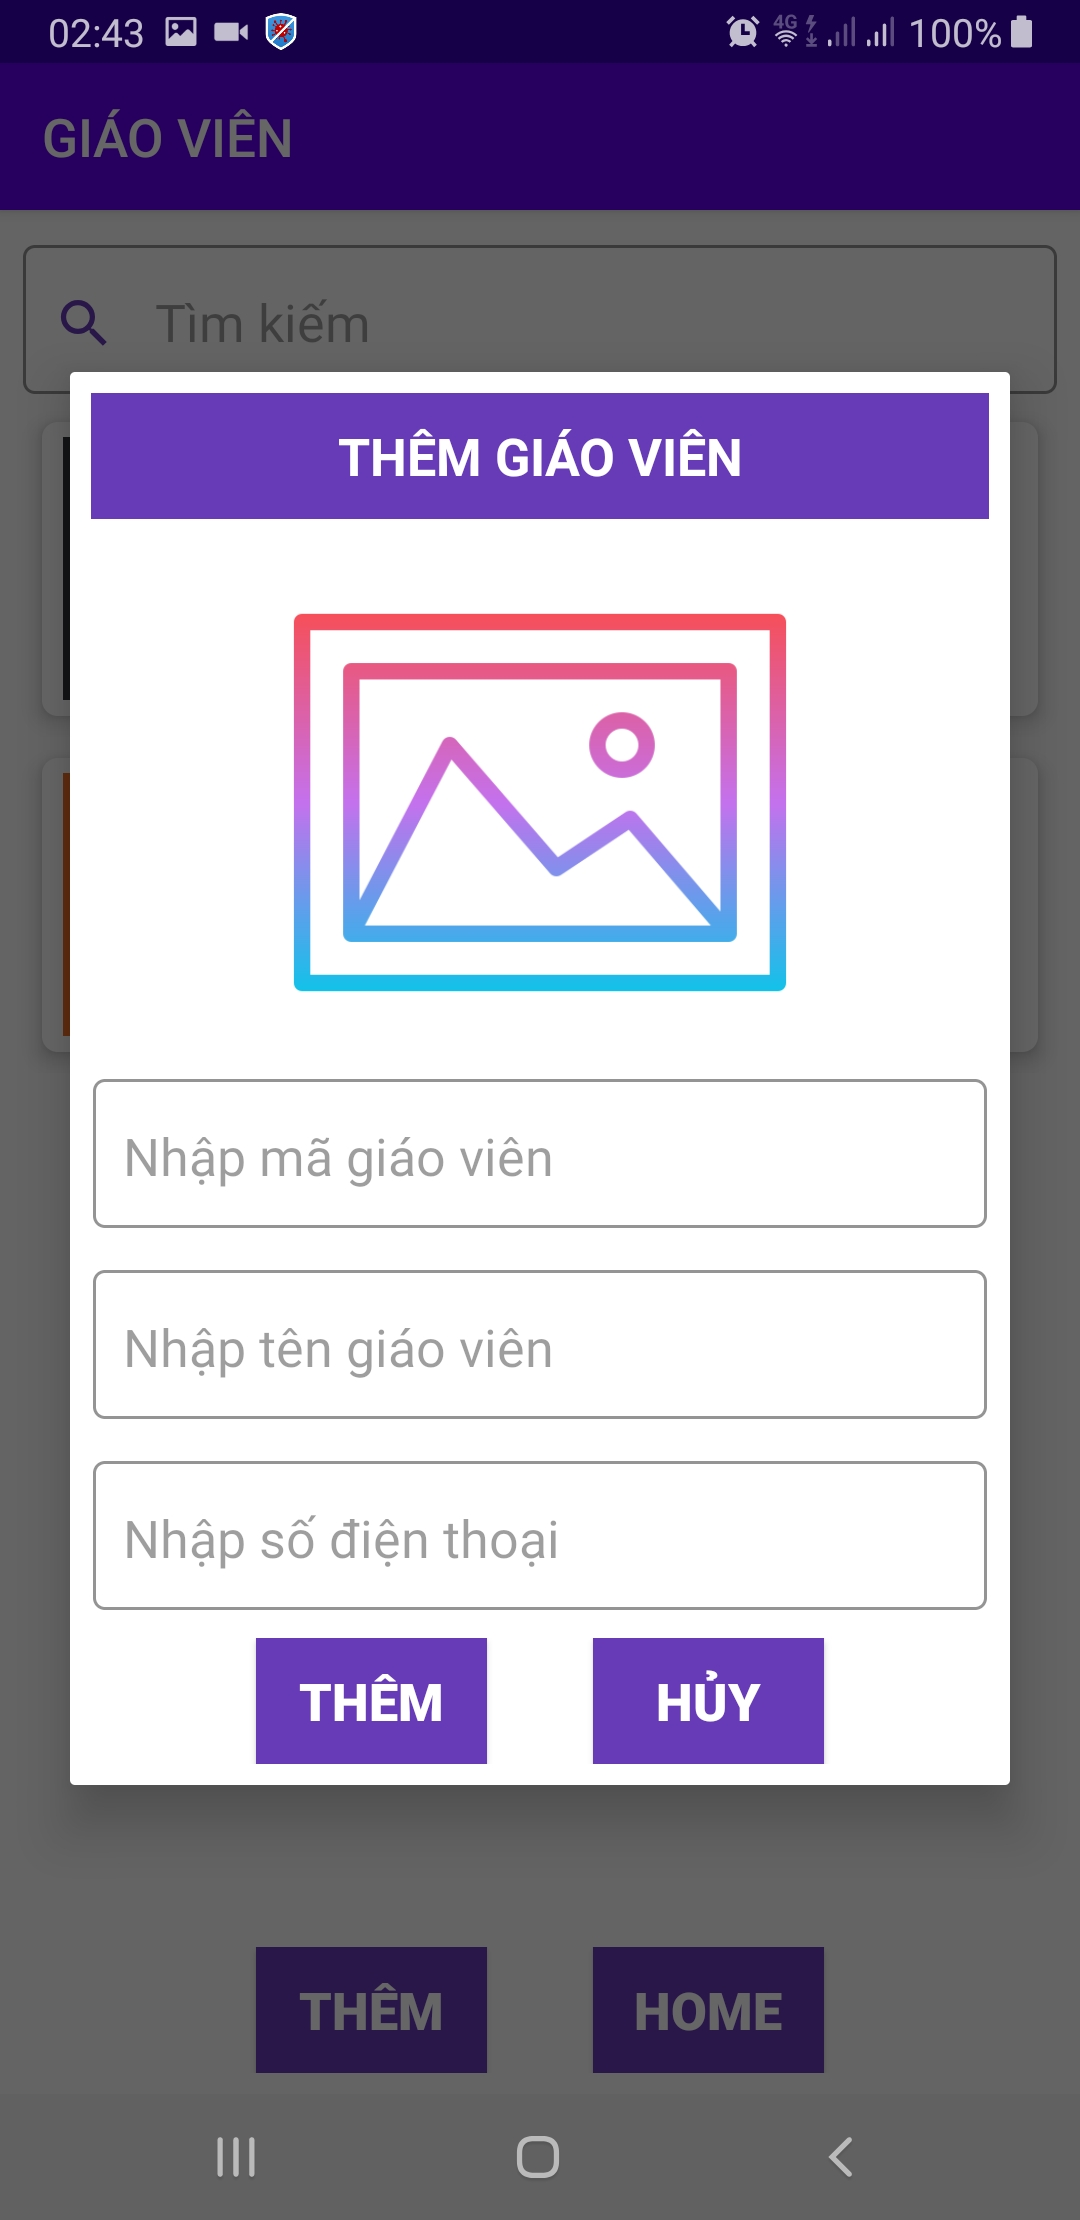 02:43
4G
100%
GIÁO VIÊN
Tìm kiếm
THÊM GIÁO VIÊN
Nhập mã giáo viên
Nhập tên giáo viên
Nhập số điện thoại
THÊM HỦY
THÊM HOME